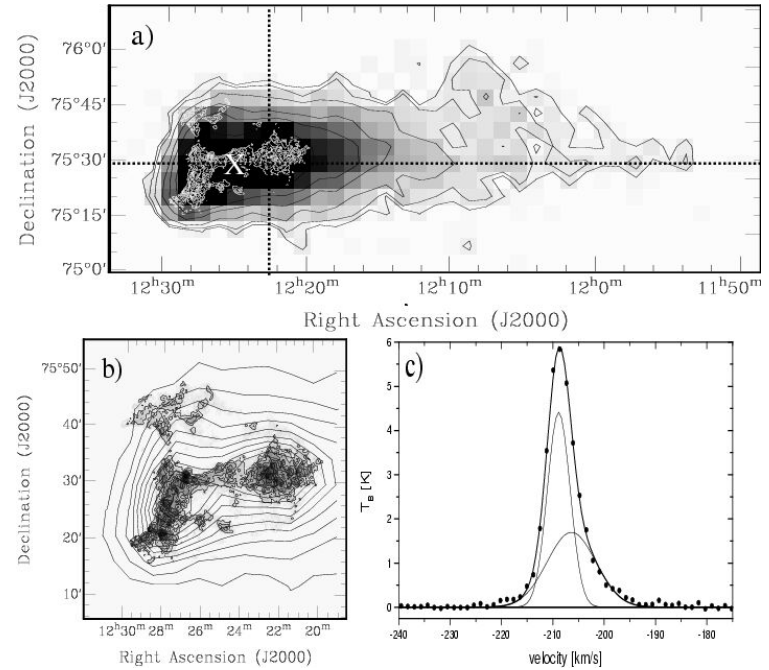 a)
Declination (J2000)
76°0'
75°45'
75°30'
75°15'
75°0'
X
12h30m 12h20m 12h10m 12h0m 11h50m
Right Ascension (J2000)
b)
Declination (J2000)
75°50'
40'
30'
20'
10'
12h30m 28m 26m 24m 22m 20m
Right Ascension (J2000)
c)
TB [K]
6
5
4
3
2
1
0
-240 -230 -220 -210 -200 -190 -180
velocity [km/s]